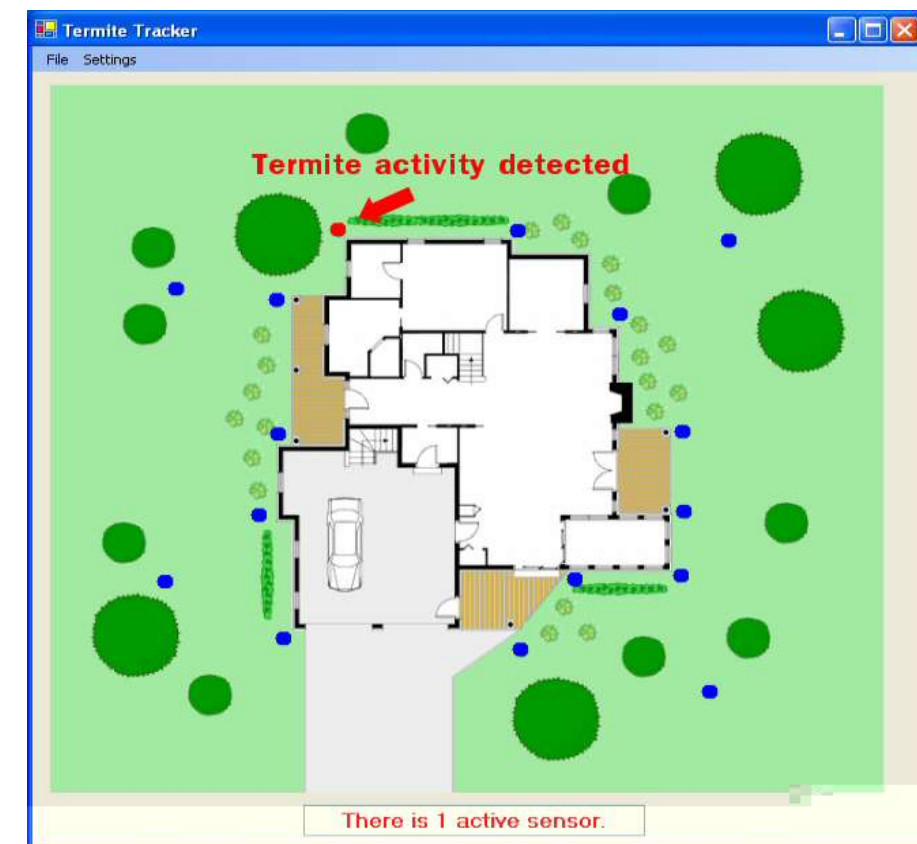 Termite Tracker
File Settings
Termite activity detected
There is 1 active sensor.